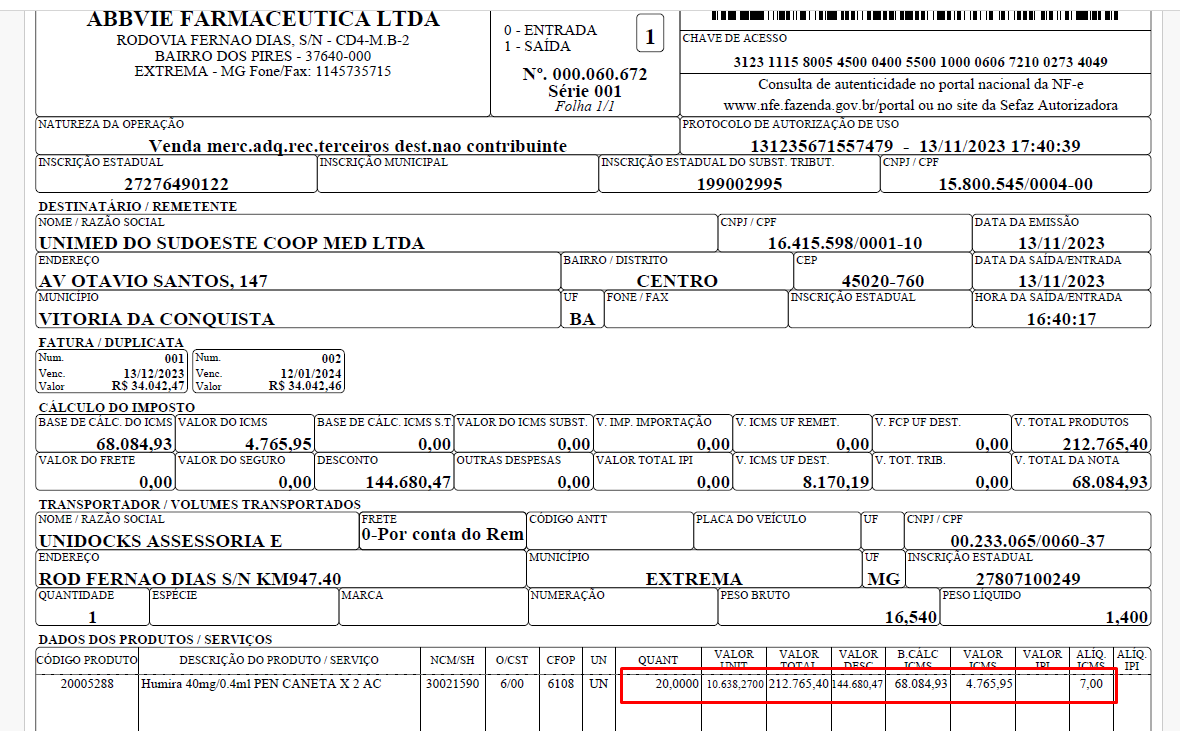 ABBVIE FARMACEUTICA LTDA
RODOVIA FERNAO DIAS, S/N - CD4-M.B-2
BAIRRO DOS PIRES - 37640-000
EXTREMA - MG Fone/Fax: 1145735715
0 - ENTRADA
1 - SAÍDA
1
Nº. 000.060.672
Série 001
Folha 1/1
CHAVE DE ACESSO
3123 1115 8005 4500 0400 5500 1000 0606 7210 0273 4049
Consulta de autenticidade no portal nacional da NF-e
www.nfe.fazenda.gov.br/portal ou no site da Sefaz Autorizadora
NATUREZA DA OPERAÇÃO
Venda merc.adq.rec.terceiros dest.nao contribuinte
PROTOCOLO DE AUTORIZAÇÃO DE USO
131235671557479 - 13/11/2023 17:40:39
INSCRIÇÃO ESTADUAL
27276490122
INSCRIÇÃO MUNICIPAL
INSCRIÇÃO ESTADUAL DO SUBST. TRIBUT.
199002995
CNPJ / CPF
15.800.545/0004-00
DESTINATÁRIO / REMETENTE
NOME / RAZÃO SOCIAL
UNIMED DO SUDOESTE COOP MED LTDA
CNPJ / CPF
16.415.598/0001-10
DATA DA EMISSÃO
13/11/2023
ENDEREÇO
AV OTAVIO SANTOS, 147
BAIRRO / DISTRITO
CENTRO
CEP
45020-760
DATA DA SAÍDA/ENTRADA
13/11/2023
MUNICÍPIO
VITORIA DA CONQUISTA
UF
BA
FONE / FAX
INSCRIÇÃO ESTADUAL
HORA DA SAÍDA/ENTRADA
16:40:17
FATURA / DUPLICATA
Num. 001
Venc. 13/12/2023
Valor R$ 34.042,47
Num. 002
Venc. 12/01/2024
Valor R$ 34.042,46
CÁLCULO DO IMPOSTO
BASE DE CÁLC. DO ICMS
68.084,93
VALOR DO ICMS
4.765,95
BASE DE CÁLC. ICMS S.T.
0,00
VALOR DO ICMS SUBST.
0,00
V. IMP. IMPORTAÇÃO
0,00
V. ICMS UF REMET.
0,00
V. FCP UF DEST.
0,00
V. TOTAL PRODUTOS
212.765,40
VALOR DO FRETE
0,00
VALOR DO SEGURO
0,00
DESCONTO
144.680,47
OUTRAS DESPESAS
0,00
VALOR TOTAL IPI
0,00
V. ICMS UF DEST.
8.170,19
V. TOT. TRIB.
0,00
V. TOTAL DA NOTA
68.084,93
TRANSPORTADOR / VOLUMES TRANSPORTADOS
NOME / RAZÃO SOCIAL
UNIDOCKS ASSESSORIA E
FRETE
0-Por conta do Rem
CÓDIGO ANTT
PLACA DO VEÍCULO
UF
CNPJ / CPF
00.233.065/0060-37
ENDEREÇO
ROD FERNAO DIAS S/N KM947.40
MUNICÍPIO
EXTREMA
UF
MG
INSCRIÇÃO ESTADUAL
27807100249
QUANTIDADE
1
ESPÉCIE
MARCA
NUMERAÇÃO
PESO BRUTO
16,540
PESO LÍQUIDO
1,400
DADOS DOS PRODUTOS / SERVIÇOS
CÓDIGO PRODUTO DESCRIÇÃO DO PRODUTO / SERVIÇO NCM/SH O/CST CFOP UN QUANT VALOR UNIT VALOR TOTAL VALOR DESC B.CÁLC ICMS VALOR ICMS VALOR IPI ALÍQ. ICMS ALÍQ. IPI
20005288 Humira 40mg/0.4ml PEN CANETA X 2 AC 30021590 6/00 6108 UN 20,0000 10.638,2700 212.765,40 144.680,47 68.084,93 4.765,95 7,00